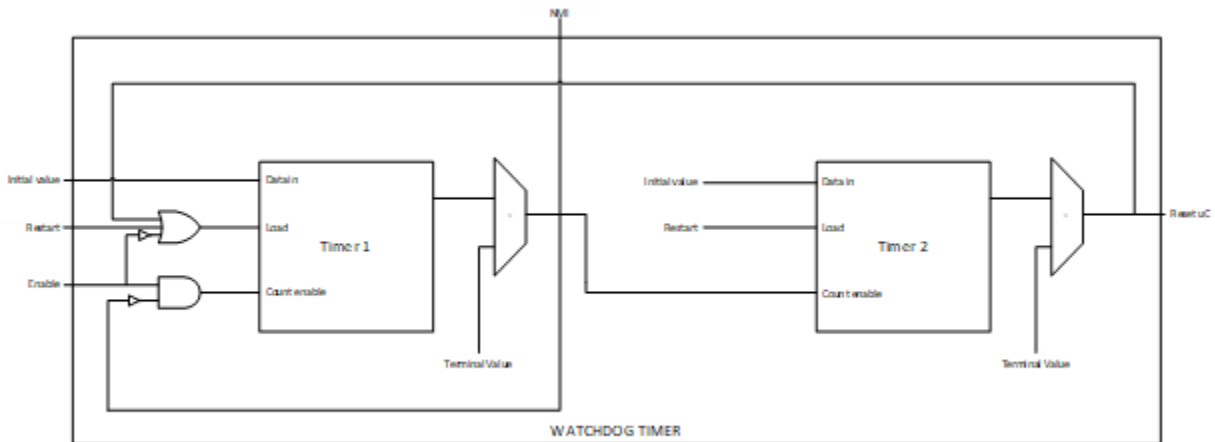 NMI
Initial value
Data in
Restart
Load
Timer 1
Enable
Count enable
Terminal Value
Initial value
Data in
Restart
Load
Timer 2
Count enable
Terminal Value
Reset uC
WATCHDOG TIMER